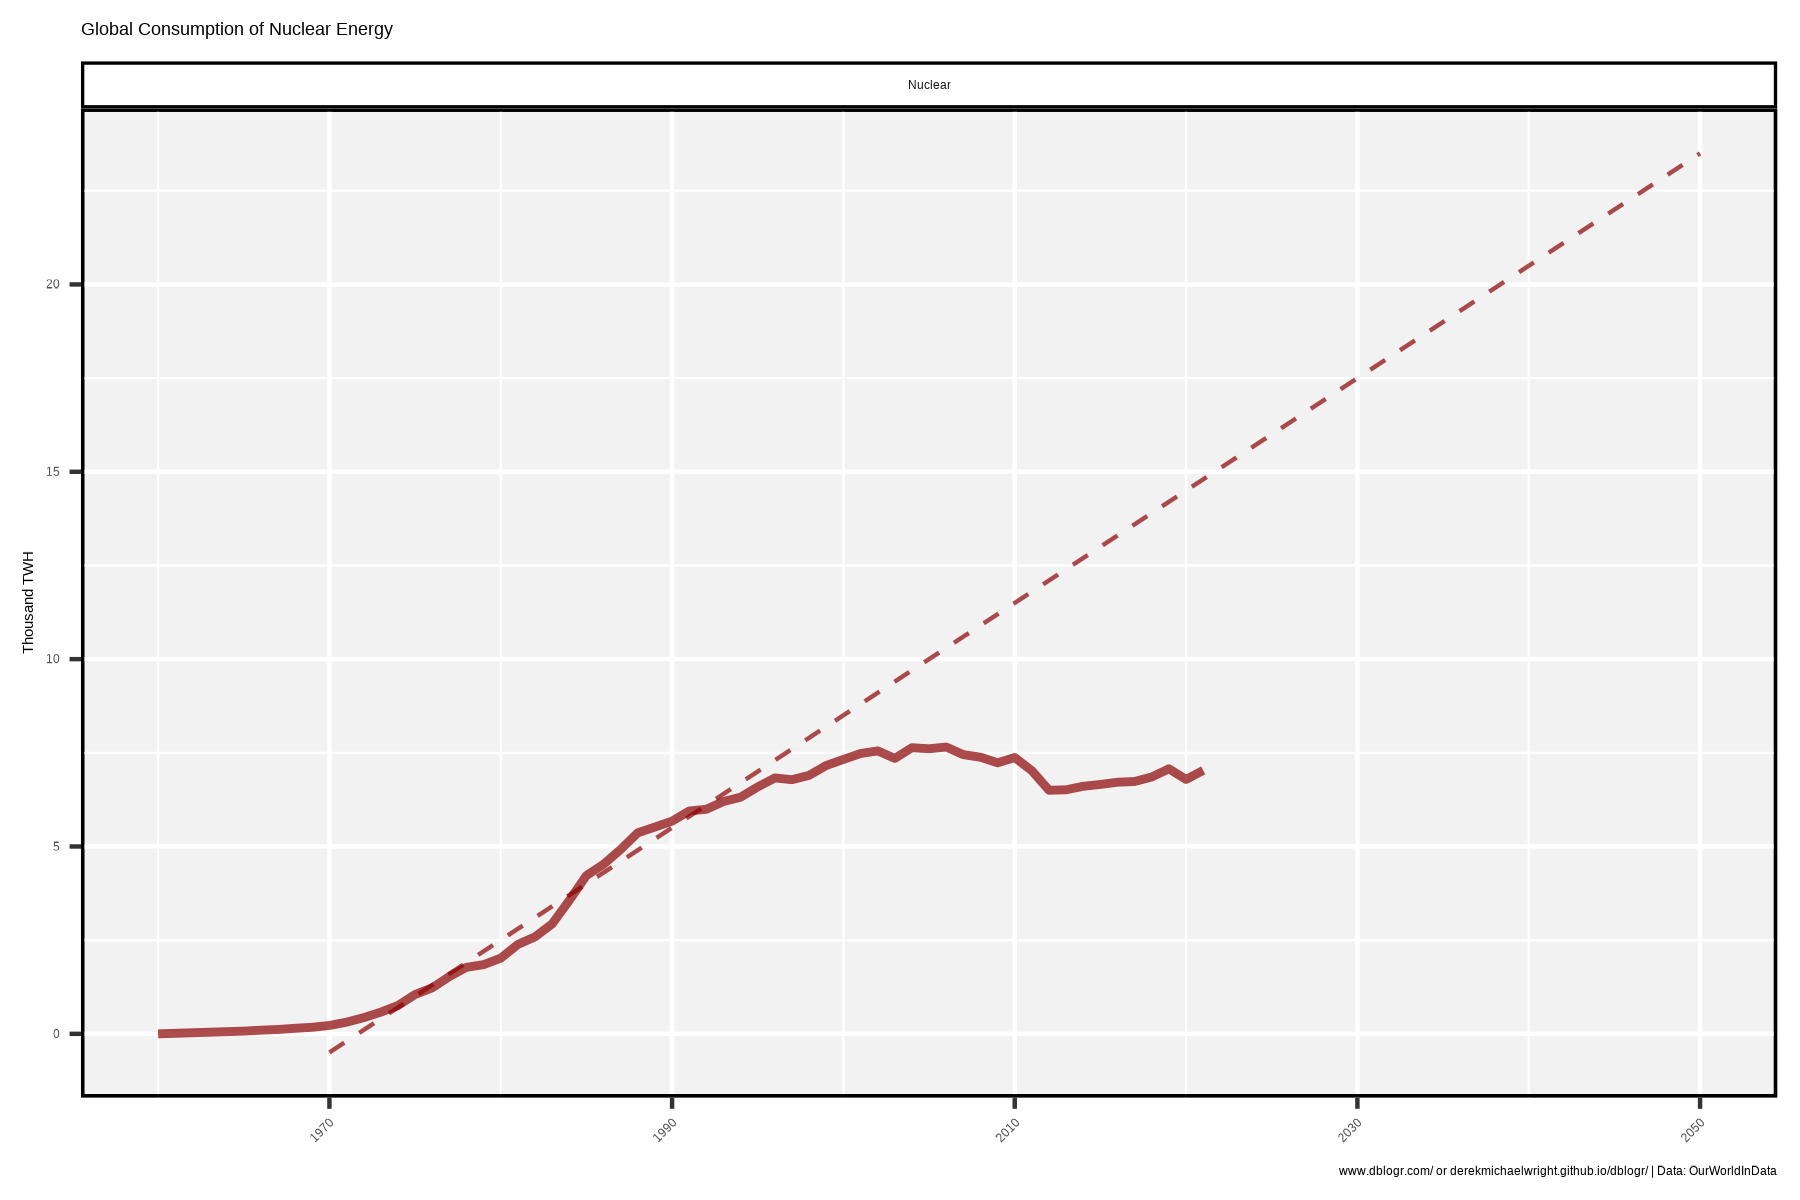 Global Consumption of Nuclear Energy
Nuclear
20
15
10
5
0
Thousand TWH
1970
1990
2010
2030
2050
www.dblogr.com/ or derekmichaelwright.github.io/dblogr/ | Data: OurWorldInData